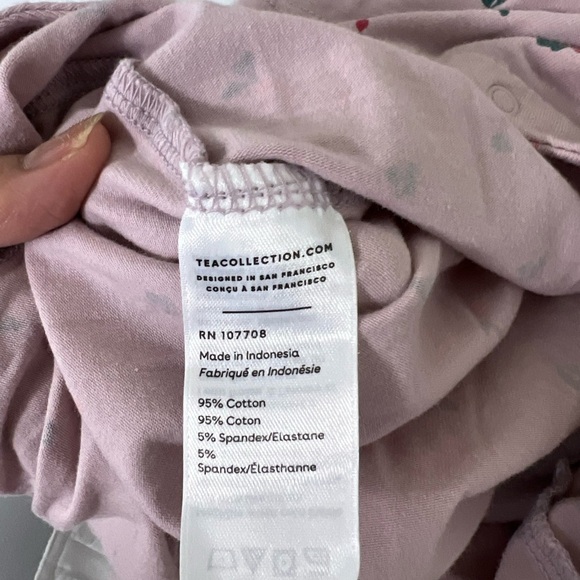 TEACOLLECTION.COM
DESIGNED IN SAN FRANCISCO
CONÇU À SAN FRANCISCO
RN 107708
Made in Indonesia
Fabriqué en Indonésie
95% Cotton
95% Coton
5% Spandex/Elastane
5%
Spandex/Élasthanne